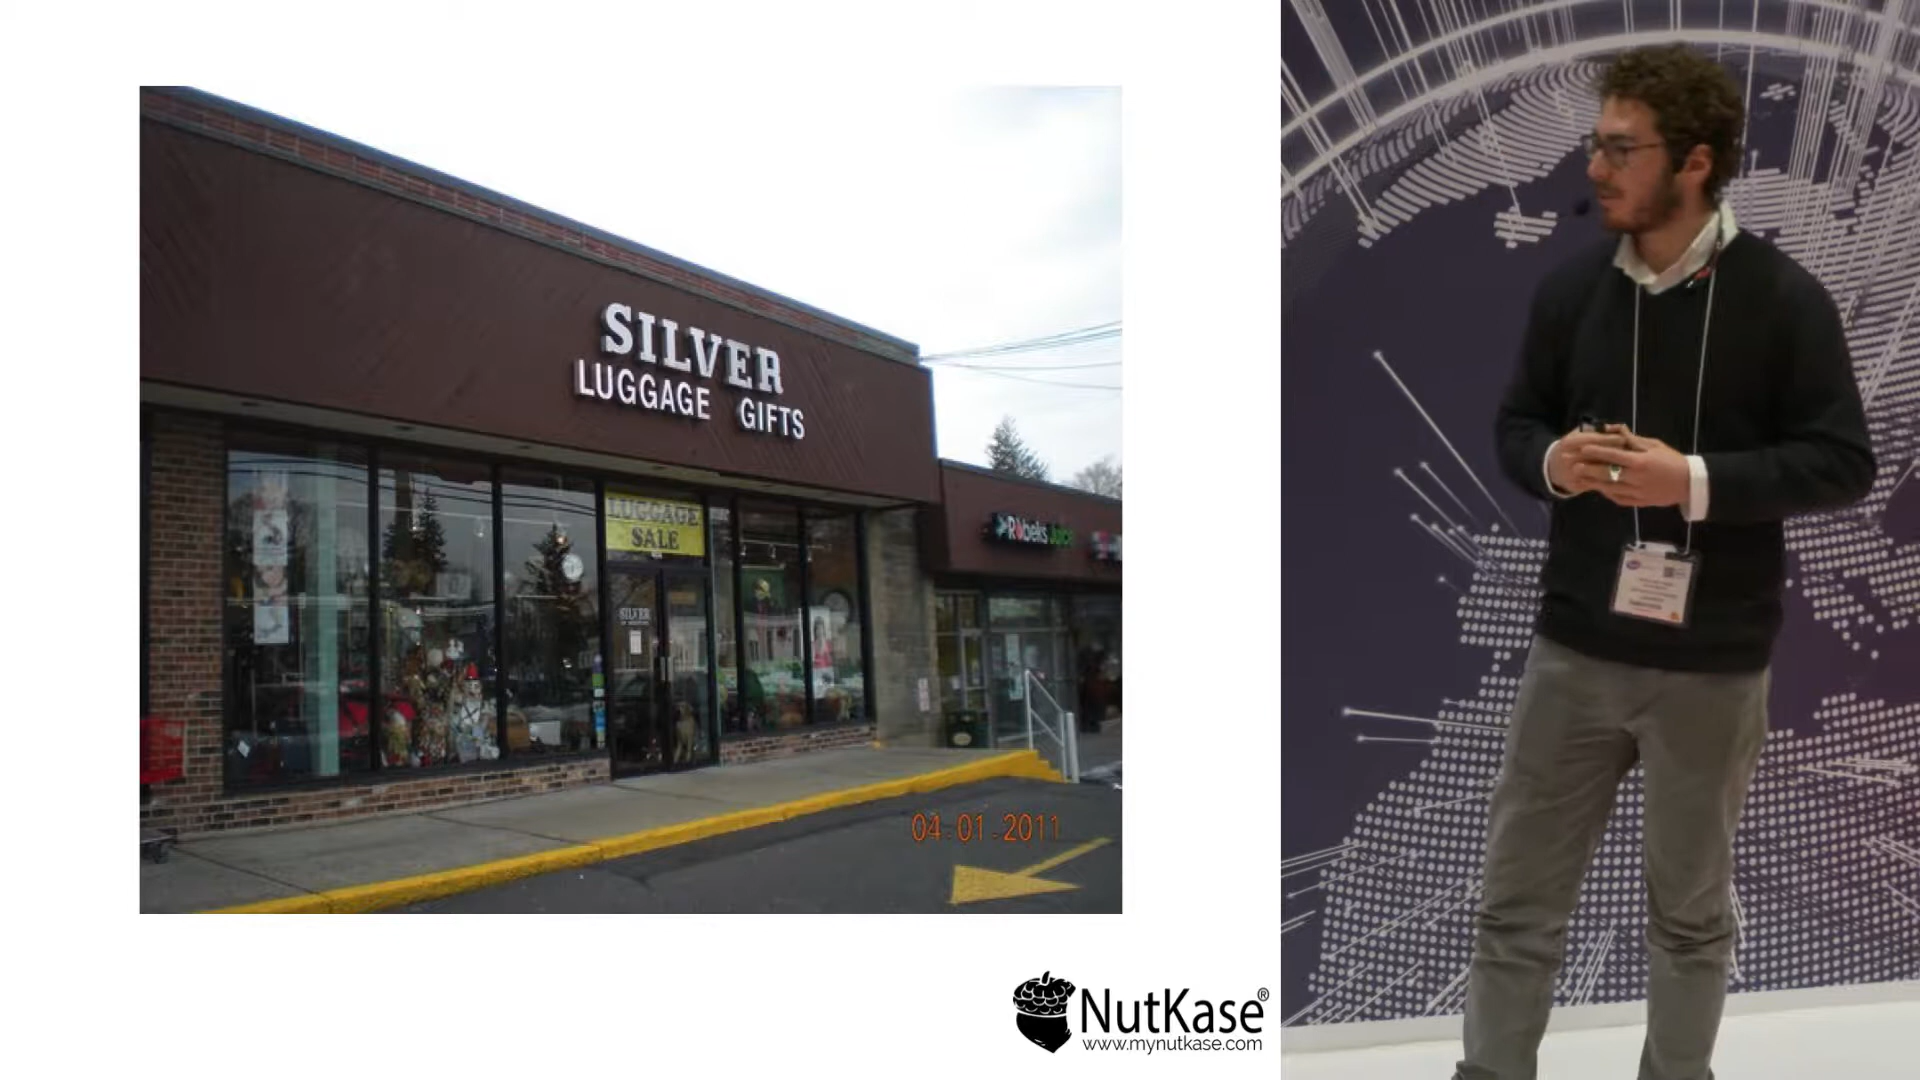 SILVER
LUGGAGE GIFTS
LUGGAGE
SALE
SILVER
Robeks Juice
04.01.2011
NutKase®
www.mynutkase.com